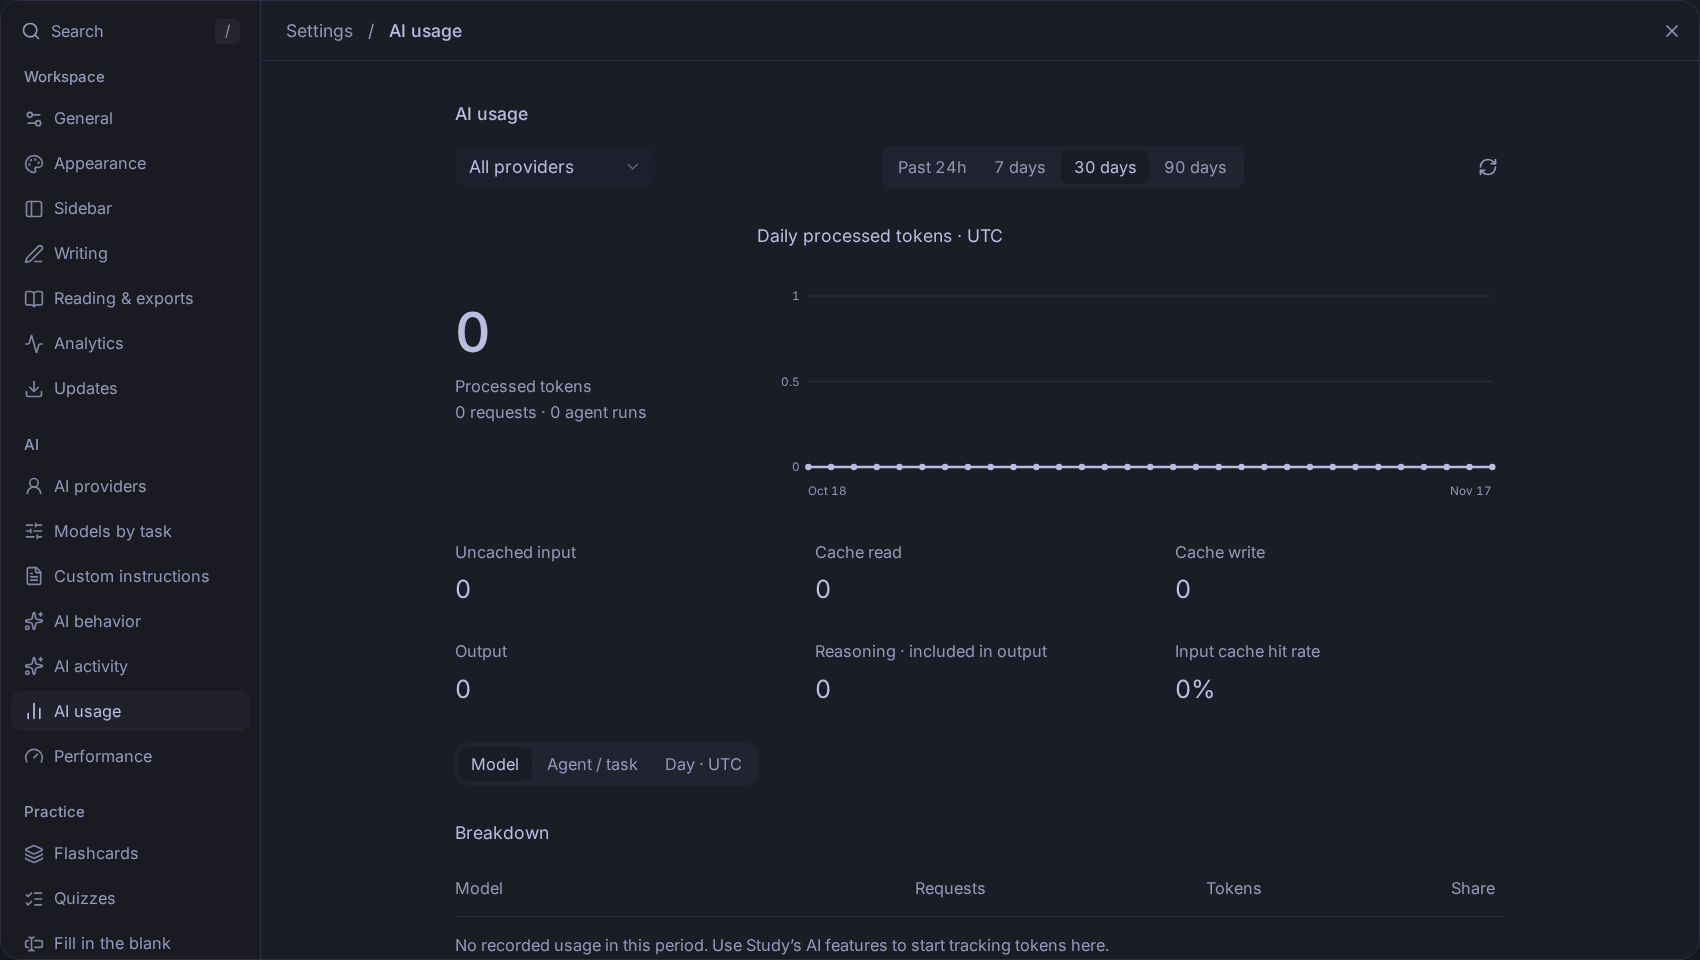 Search
/
Workspace
General
Appearance
Sidebar
Writing
Reading & exports
Analytics
Updates
AI
AI providers
Models by task
Custom instructions
AI behavior
AI activity
AI usage
Performance
Practice
Flashcards
Quizzes
Fill in the blank
Settings / AI usage
AI usage
All providers
Past 24h 7 days 30 days 90 days
Daily processed tokens · UTC
0
Processed tokens
0 requests · 0 agent runs
1
0.5
0
Oct 18 Nov 17
Uncached input Cache read Cache write
0 0 0
Output Reasoning · included in output Input cache hit rate
0 0 0%
Model Agent / task Day · UTC
Breakdown
Model Requests Tokens Share
No recorded usage in this period. Use Study’s AI features to start tracking tokens here.